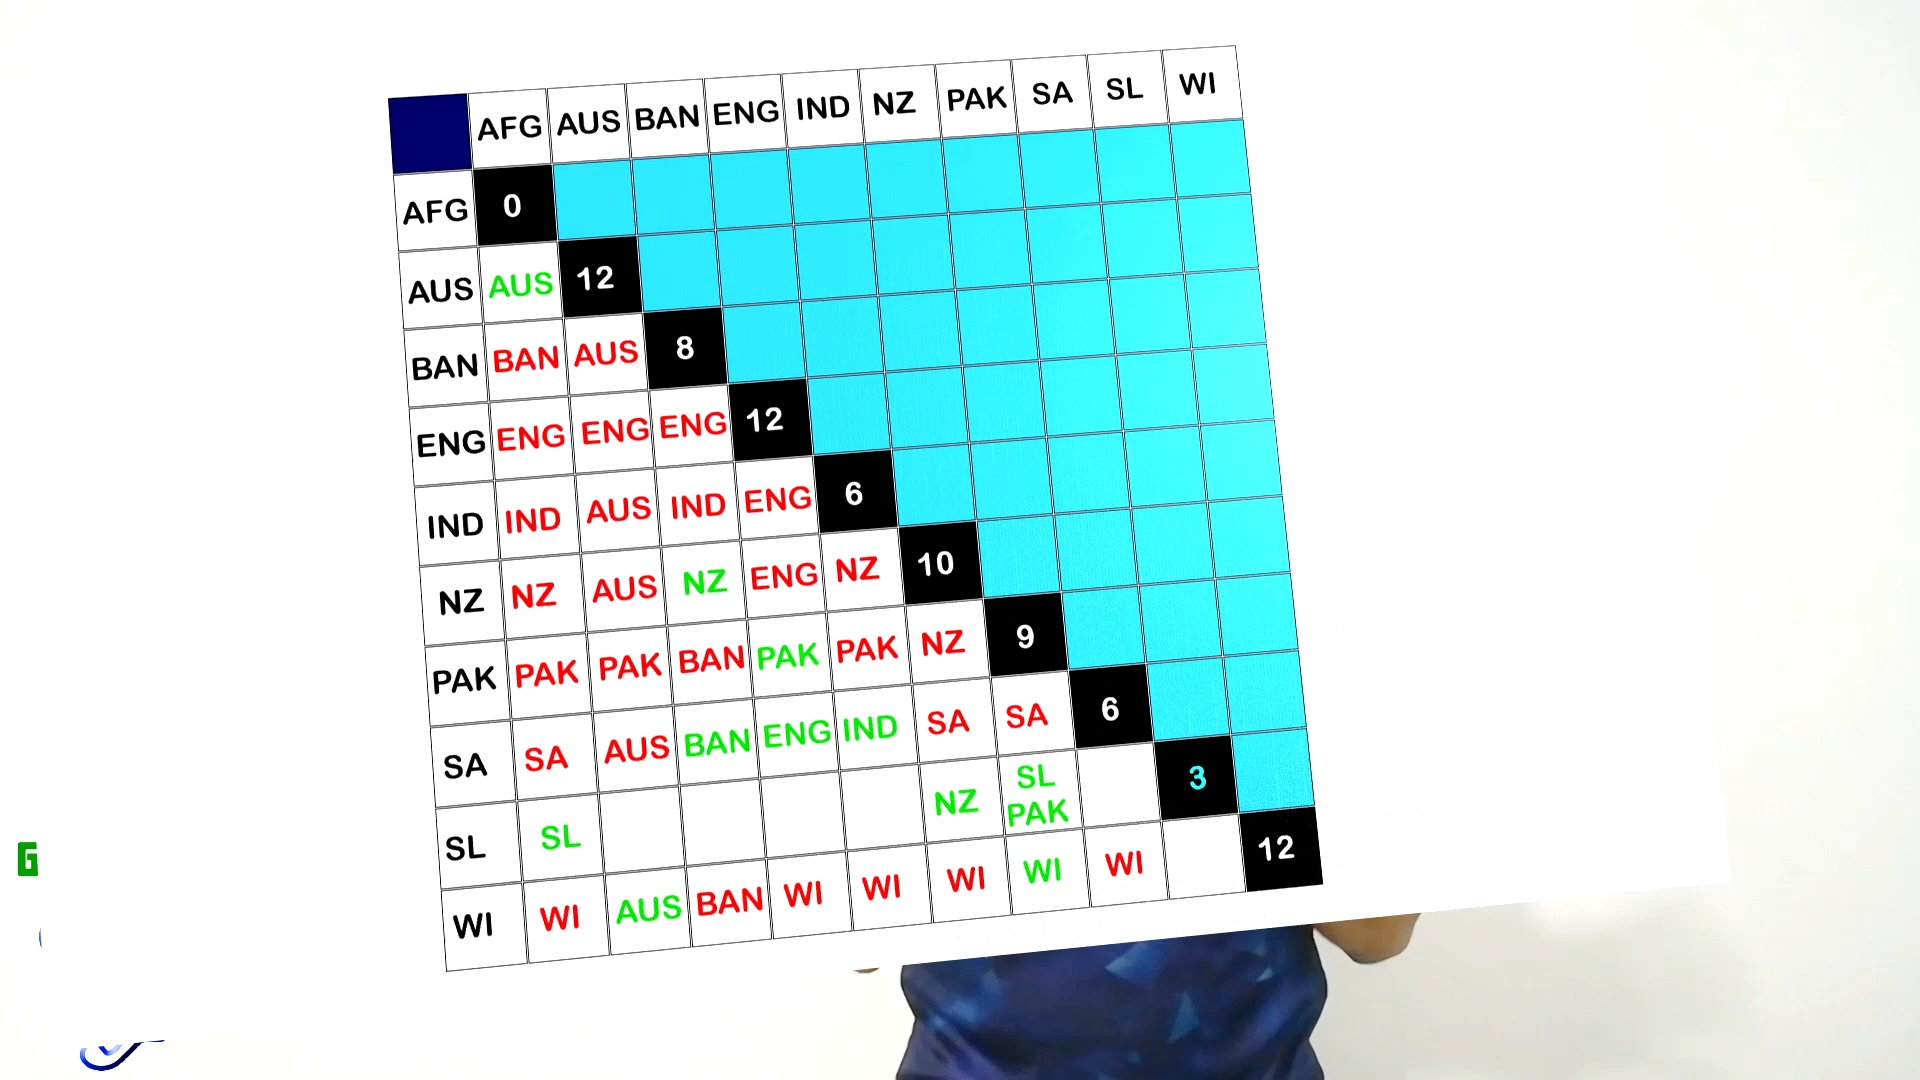 AFG AUS BAN ENG IND NZ PAK SA SL WI
AFG 0
AUS AUS 12
BAN BAN AUS 8
ENG ENG ENG ENG 12
IND IND AUS IND ENG 6
NZ NZ AUS NZ ENG NZ 10
PAK PAK PAK BAN PAK PAK NZ 9
SA SA AUS BAN ENG IND SA SA 6
SL SL NZ SL PAK 3
WI WI AUS BAN WI WI WI WI WI 12
G